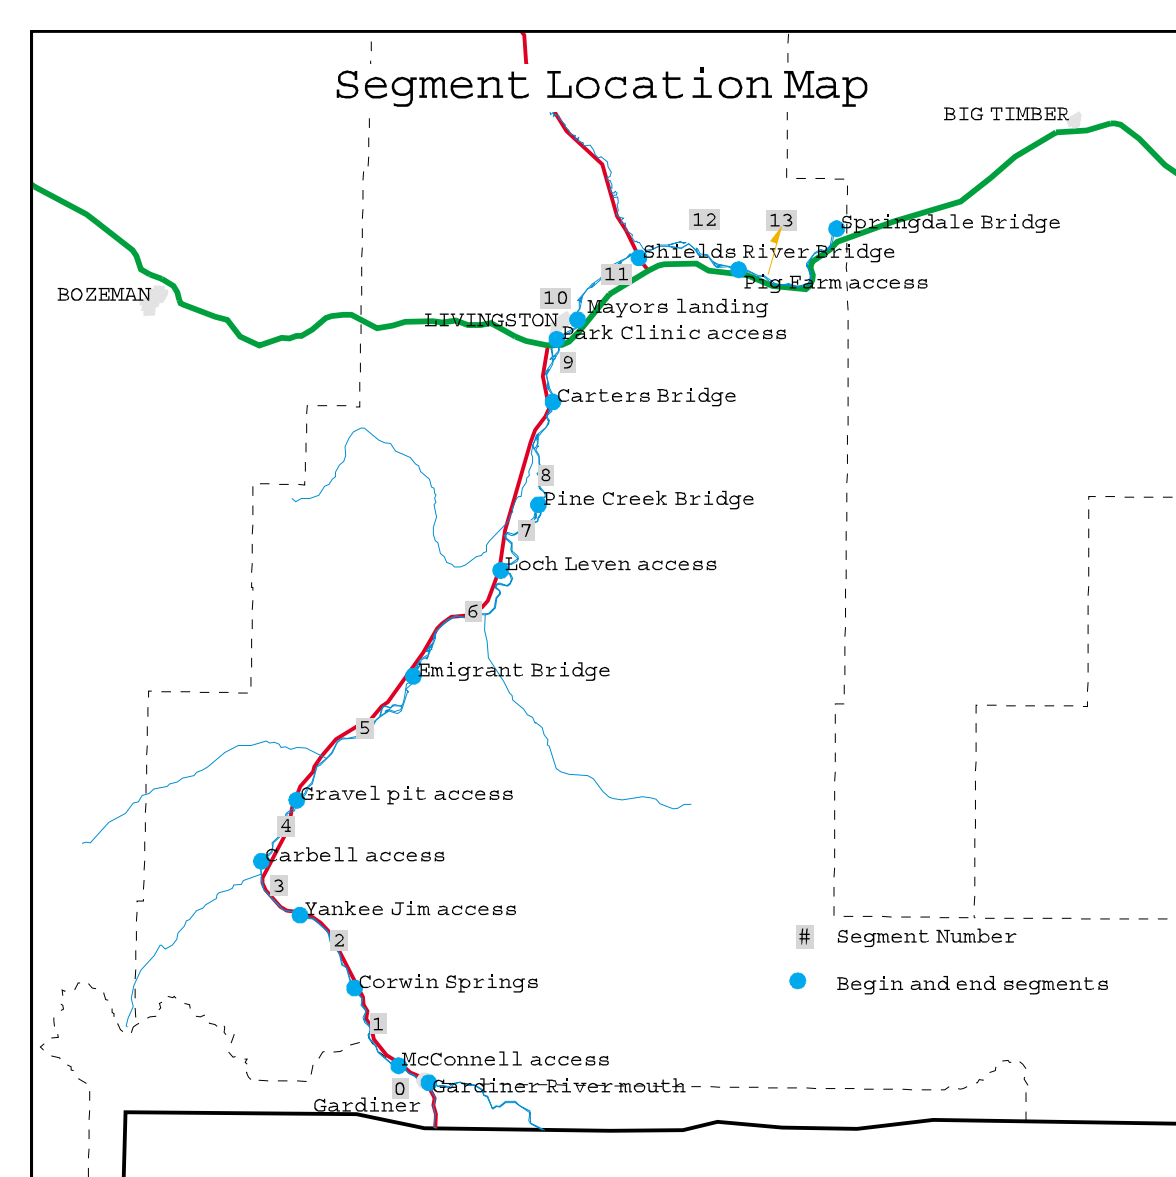 Segment Location Map
BIG TIMBER
12
13
Springdale Bridge
Shields River Bridge
11
Pig Farm access
BOZEMAN
10
Mayors landing
LIVINGSTON
Park Clinic access
9
Carters Bridge
8
Pine Creek Bridge
7
Loch Leven access
6
Emigrant Bridge
5
Gravel pit access
4
Carbell access
3
Yankee Jim access
2
# Segment Number
Corwin Springs
Begin and end segments
1
McConnell access
0
Gardiner River mouth
Gardiner